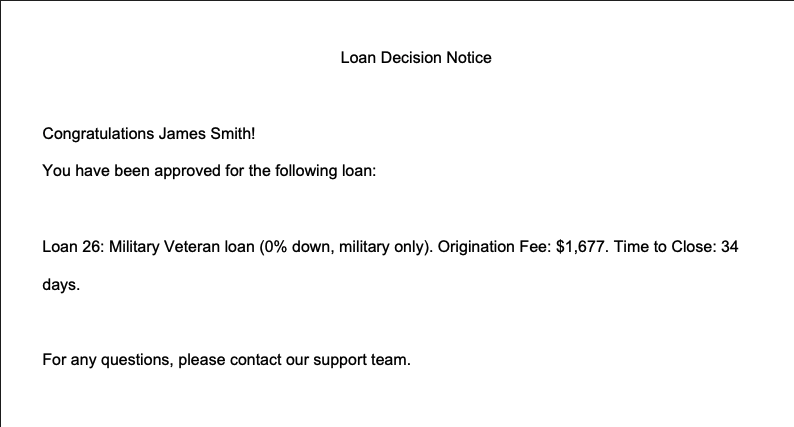 Loan Decision Notice
Congratulations James Smith!
You have been approved for the following loan:
Loan 26: Military Veteran loan (0% down, military only). Origination Fee: $1,677. Time to Close: 34
days.
For any questions, please contact our support team.